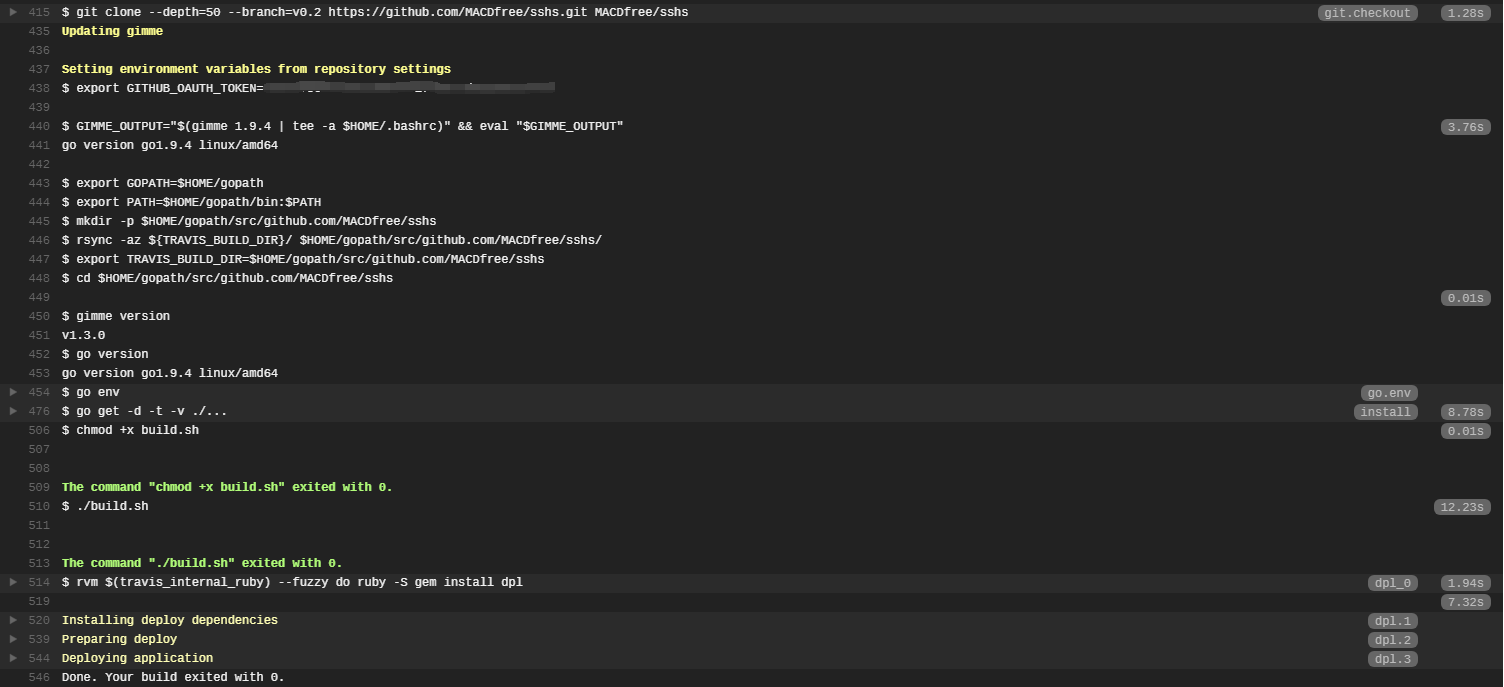 415 $ git clone --depth=50 --branch=v0.2 https://github.com/MACDfree/sshs.git MACDfree/sshs git.checkout 1.28s
435 Updating gimme
436
437 Setting environment variables from repository settings
438 $ export GITHUB_OAUTH_TOKEN=
439
440 $ GIMME_OUTPUT="$(gimme 1.9.4 | tee -a $HOME/.bashrc)" && eval "$GIMME_OUTPUT" 3.76s
441 go version go1.9.4 linux/amd64
442
443 $ export GOPATH=$HOME/gopath
444 $ export PATH=$HOME/gopath/bin:$PATH
445 $ mkdir -p $HOME/gopath/src/github.com/MACDfree/sshs
446 $ rsync -az ${TRAVIS_BUILD_DIR}/ $HOME/gopath/src/github.com/MACDfree/sshs/
447 $ export TRAVIS_BUILD_DIR=$HOME/gopath/src/github.com/MACDfree/sshs
448 $ cd $HOME/gopath/src/github.com/MACDfree/sshs
449 0.01s
450 $ gimme version
451 v1.3.0
452 $ go version
453 go version go1.9.4 linux/amd64
454 $ go env go.env
476 $ go get -d -t -v ./... install 8.78s
506 $ chmod +x build.sh 0.01s
507
508
509 The command "chmod +x build.sh" exited with 0.
510 $ ./build.sh 12.23s
511
512
513 The command "./build.sh" exited with 0.
514 $ rvm $(travis_internal_ruby) --fuzzy do ruby -S gem install dpl dpl_0 1.94s
519 7.32s
520 Installing deploy dependencies dpl.1
539 Preparing deploy dpl.2
544 Deploying application dpl.3
546 Done. Your build exited with 0.